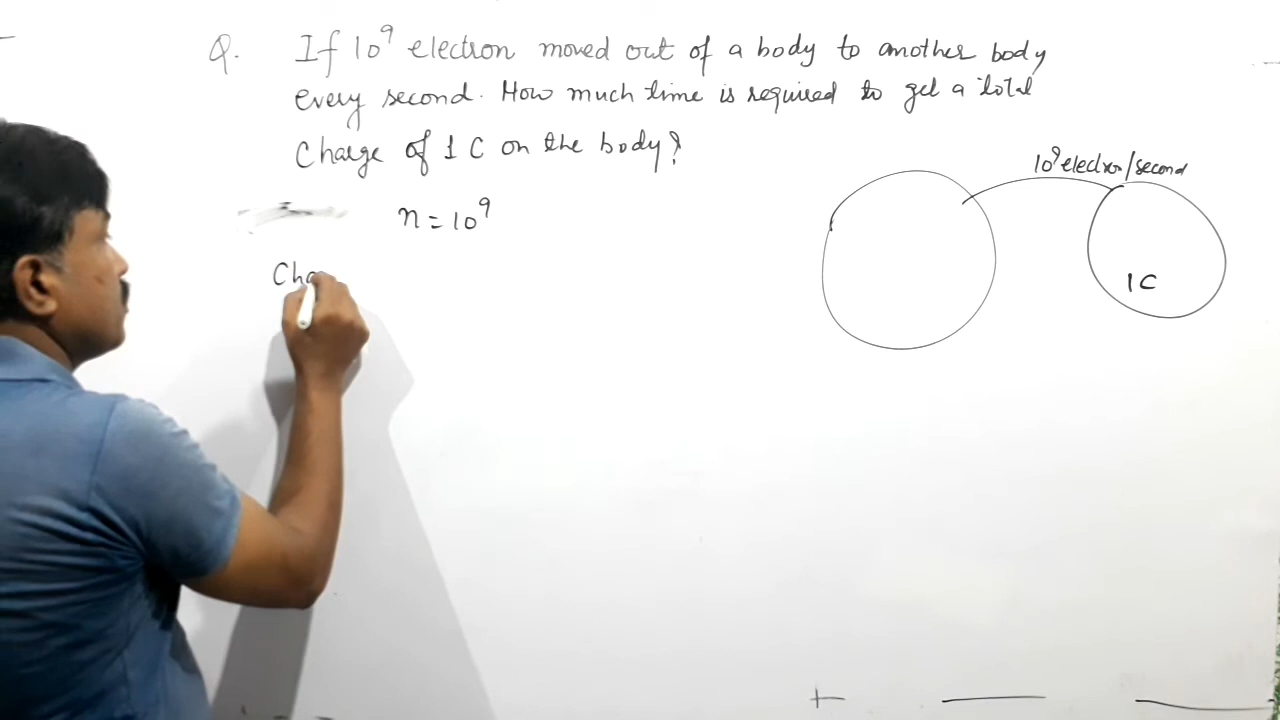 Q. If 10⁹ electron moved out of a body to another body
every second. How much time is required to get a total
Charge of 1 C on the body?
10⁹ electron/second
n = 10⁹
Cha
1C